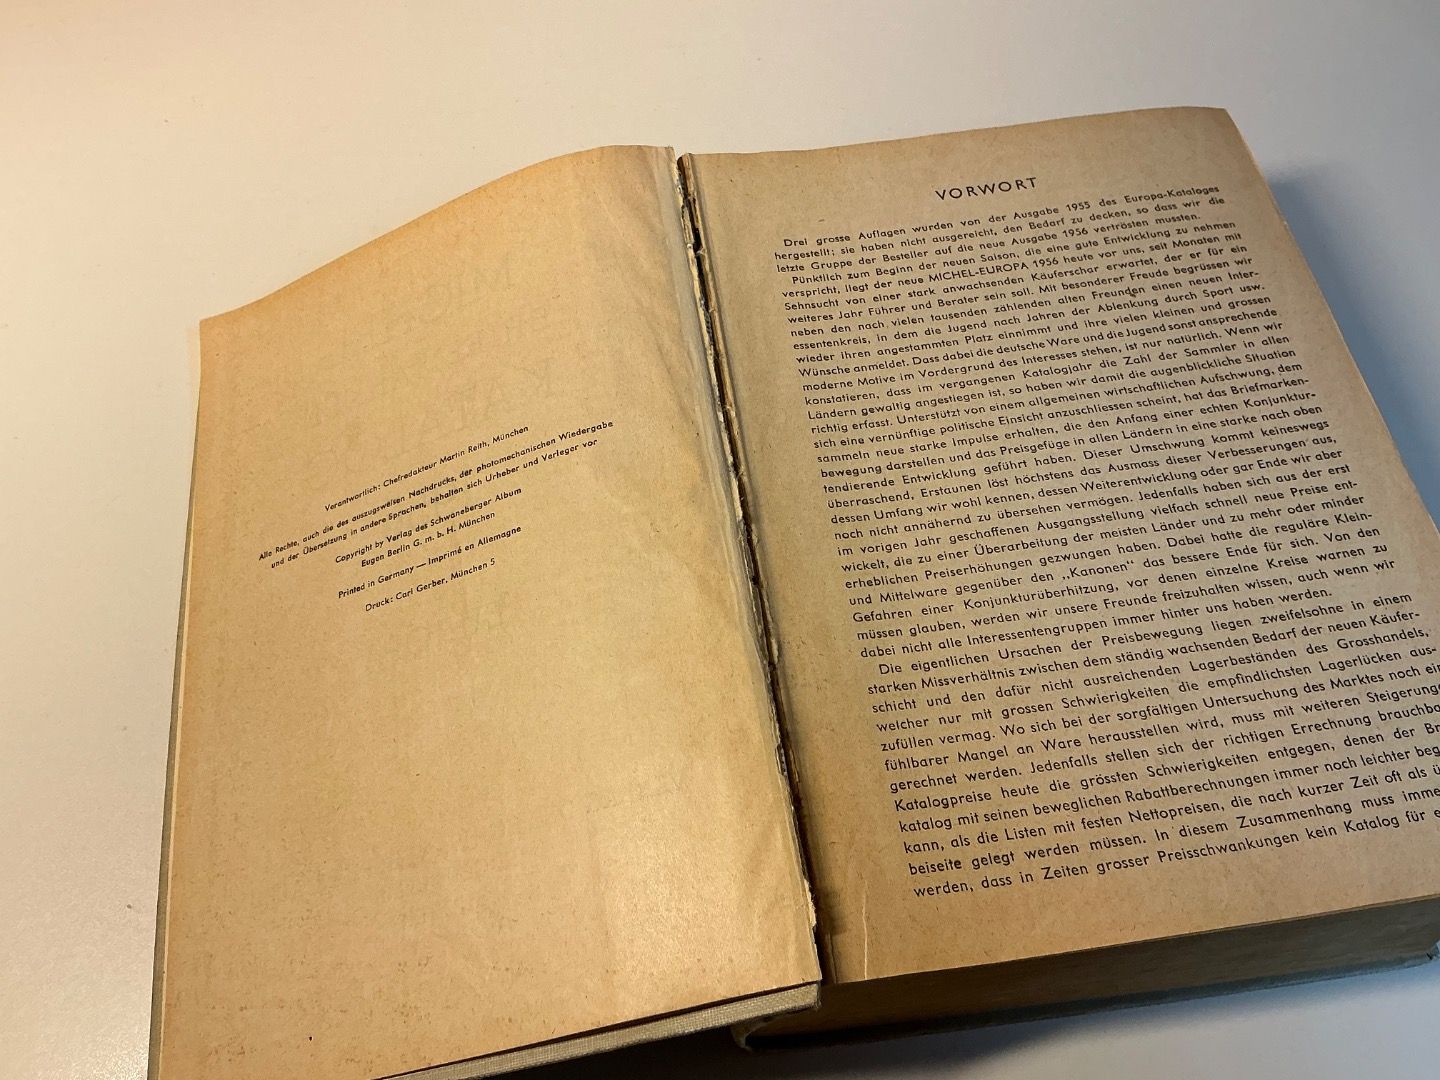 Verantwortlich: Chefredakteur Martin Reith, München
Alle Rechte, auch die des auszugsweisen Nachdrucks, der photomechanischen Wiedergabe
und der Übersetzung in andere Sprachen, behalten sich Urheber und Verleger vor
Copyright by Verlag des Schwaneberger Album
Eugen Berlin G. m. b. H. München
Printed in Germany — Imprimé en Allemagne
Druck: Carl Gerber, München 5
VORWORT
Drei grosse Auflagen wurden von der Ausgabe 1955 des Europa-Kataloges
hergestellt; sie haben nicht ausgereicht, den Bedarf zu decken, so dass wir die
letzte Gruppe der Besteller auf die neue Ausgabe 1956 vertrösten mussten.
Pünktlich zum Beginn der neuen Saison, die eine gute Entwicklung zu nehmen
verspricht, liegt der neue MICHEL-EUROPA 1956 heute vor uns, seit Monaten mit
Sehnsucht von einer stark anwachsenden Käuferschar erwartet, der er für ein
weiteres Jahr Führer und Berater sein soll. Mit besonderer Freude begrüssen wir
neben den nach vielen tausenden zählenden alten Freunden einen neuen Inter-
essentenkreis, in dem die Jugend nach Jahren der Ablenkung durch Sport usw.
wieder ihren angestammten Platz einnimmt und ihre vielen kleinen und grossen
Wünsche anmeldet. Dass dabei die deutsche Ware und die Jugend sonst ansprechende
moderne Motive im Vordergrund des Interesses stehen, ist nur natürlich. Wenn wir
konstatieren, dass im vergangenen Katalogjahr die Zahl der Sammler in allen
Ländern gewaltig angestiegen ist, so haben wir damit die augenblickliche Situation
richtig erfasst. Unterstützt von einem allgemeinen wirtschaftlichen Aufschwung, dem
sich eine vernünftige politische Einsicht anzuschliessen scheint, hat das Briefmarken-
sammeln neue starke Impulse erhalten, die den Anfang einer echten Konjunktur-
bewegung darstellen und das Preisgefüge in allen Ländern in eine starke nach oben
tendierende Entwicklung geführt haben. Dieser Umschwung kommt keineswegs
überraschend, Erstaunen löst höchstens das Ausmass dieser Verbesserungen aus,
dessen Umfang wir wohl kennen, dessen Weiterentwicklung oder gar Ende wir aber
noch nicht annähernd zu übersehen vermögen. Jedenfalls haben sich aus der erst
im vorigen Jahr geschaffenen Ausgangsstellung vielfach schnell neue Preise ent-
wickelt, die zu einer Überarbeitung der meisten Länder und zu mehr oder minder
erheblichen Preiserhöhungen gezwungen haben. Dabei hatte die reguläre Klein-
und Mittelware gegenüber den „Kanonen" das bessere Ende für sich. Von den
Gefahren einer Konjunkturüberhitzung, vor denen einzelne Kreise warnen zu
müssen glauben, werden wir unsere Freunde freizuhalten wissen, auch wenn wir
dabei nicht alle Interessentengruppen immer hinter uns haben werden.
Die eigentlichen Ursachen der Preisbewegung liegen zweifelsohne in einem
starken Missverhältnis zwischen dem ständig wachsenden Bedarf der neuen Käufer-
schicht und den dafür nicht ausreichenden Lagerbeständen des Grosshandels,
welcher nur mit grossen Schwierigkeiten die empfindlichsten Lagerlücken aus-
zufüllen vermag. Wo sich bei der sorgfältigen Untersuchung des Marktes noch ein
fühlbarer Mangel an Ware herausstellen wird, muss mit weiteren Steigerunge
gerechnet werden. Jedenfalls stellen sich der richtigen Errechnung brauchba
Katalogpreise heute die grössten Schwierigkeiten entgegen, denen der Br
katalog mit seinen beweglichen Rabattberechnungen immer noch leichter beg
kann, als die Listen mit festen Nettopreisen, die nach kurzer Zeit oft als ü
beiseite gelegt werden müssen. In diesem Zusammenhang muss imme
werden, dass in Zeiten grosser Preisschwankungen kein Katalog für e